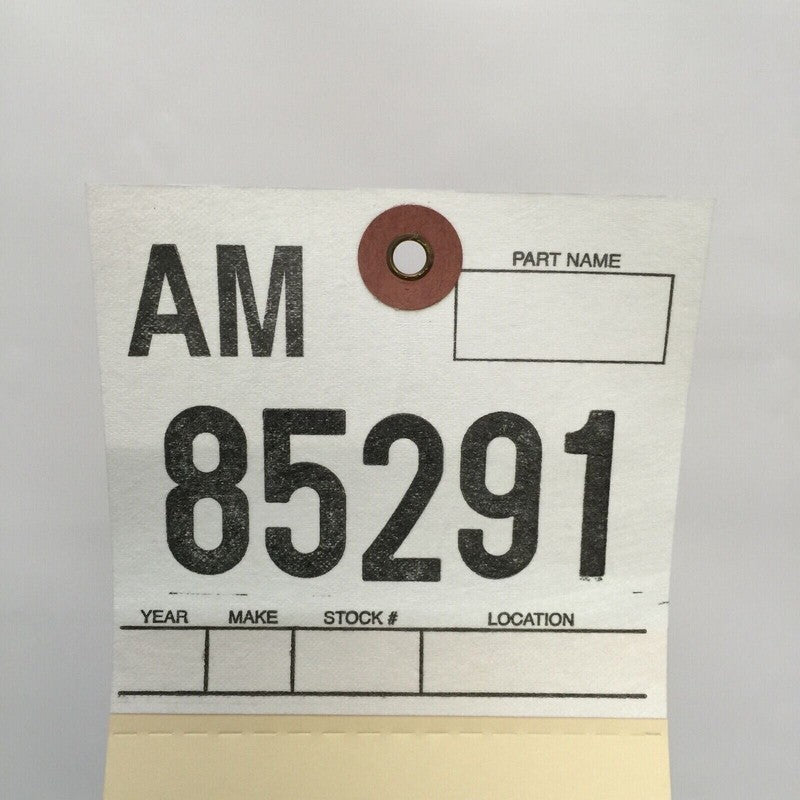 AM
PART NAME
85291
YEAR MAKE STOCK # LOCATION